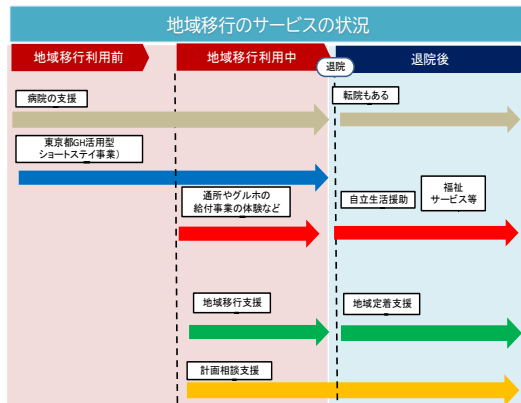 地域移行のサービスの状況
地域移行利用前
地域移行利用中
退院
退院後
病院の支援
転院もある
東京都GH活用型
ショートステイ事業）
通所やグルホの
給付事業の体験など
自立生活援助
福祉
サービス等
地域移行支援
地域定着支援
計画相談支援